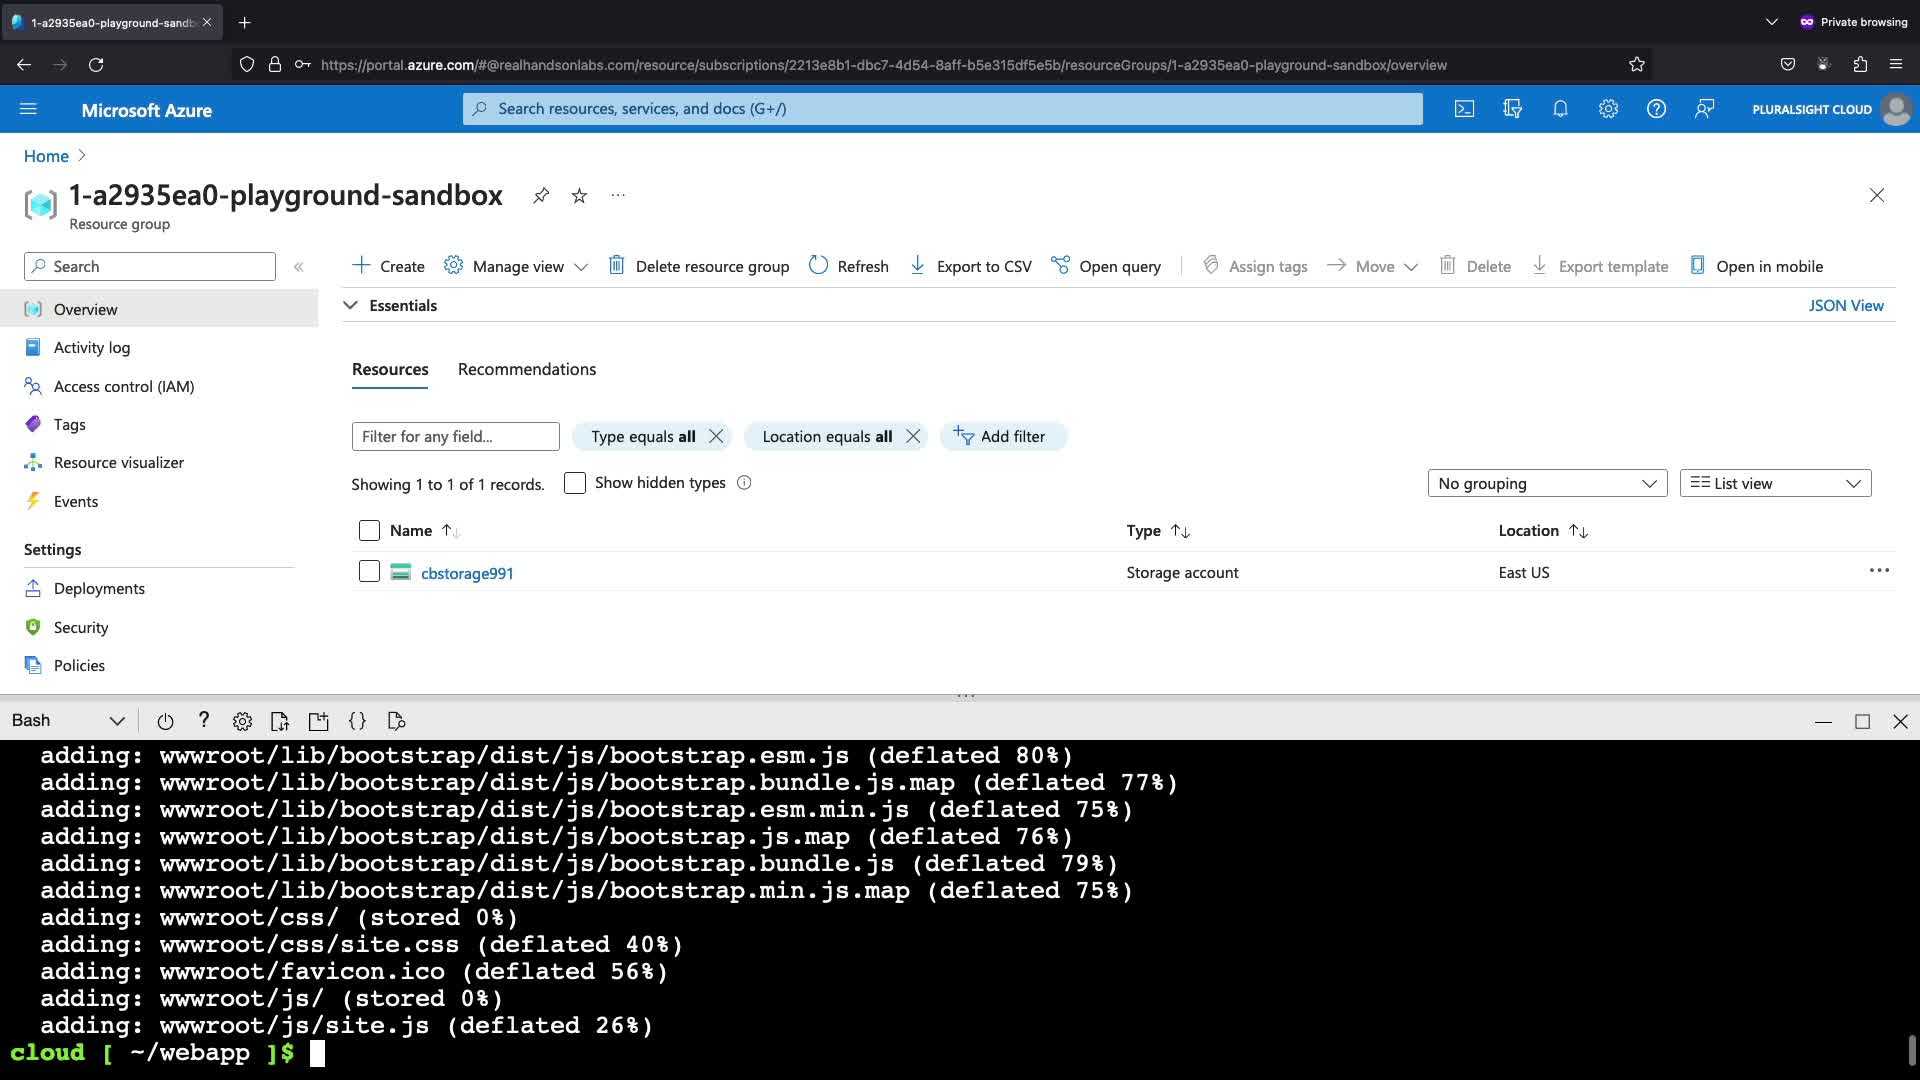 1-a2935ea0-playground-sandb
Private browsing
https://portal.azure.com/#@realhandsonlabs.com/resource/subscriptions/2213e8b1-dbc7-4d54-8aff-b5e315df5e5b/resourceGroups/1-a2935ea0-playground-sandbox/overview
Microsoft Azure
Search resources, services, and docs (G+/)
PLURALSIGHT CLOUD
Home
1-a2935ea0-playground-sandbox
Resource group
Search
Create
Manage view
Delete resource group
Refresh
Export to CSV
Open query
Assign tags
Move
Delete
Export template
Open in mobile
Overview
Activity log
Access control (IAM)
Tags
Resource visualizer
Events
Settings
Deployments
Security
Policies
Essentials
JSON View
Resources
Recommendations
Filter for any field...
Type equals all
Location equals all
Add filter
Showing 1 to 1 of 1 records.
Show hidden types
No grouping
List view
Name
Type
Location
cbstorage991
Storage account
East US
Bash
adding: wwwroot/lib/bootstrap/dist/js/bootstrap.esm.js (deflated 80%)
adding: wwwroot/lib/bootstrap/dist/js/bootstrap.bundle.js.map (deflated 77%)
adding: wwwroot/lib/bootstrap/dist/js/bootstrap.esm.min.js (deflated 75%)
adding: wwwroot/lib/bootstrap/dist/js/bootstrap.js.map (deflated 76%)
adding: wwwroot/lib/bootstrap/dist/js/bootstrap.bundle.js (deflated 79%)
adding: wwwroot/lib/bootstrap/dist/js/bootstrap.min.js.map (deflated 75%)
adding: wwwroot/css/ (stored 0%)
adding: wwwroot/css/site.css (deflated 40%)
adding: wwwroot/favicon.ico (deflated 56%)
adding: wwwroot/js/ (stored 0%)
adding: wwwroot/js/site.js (deflated 26%)
cloud [ ~/webapp ]$